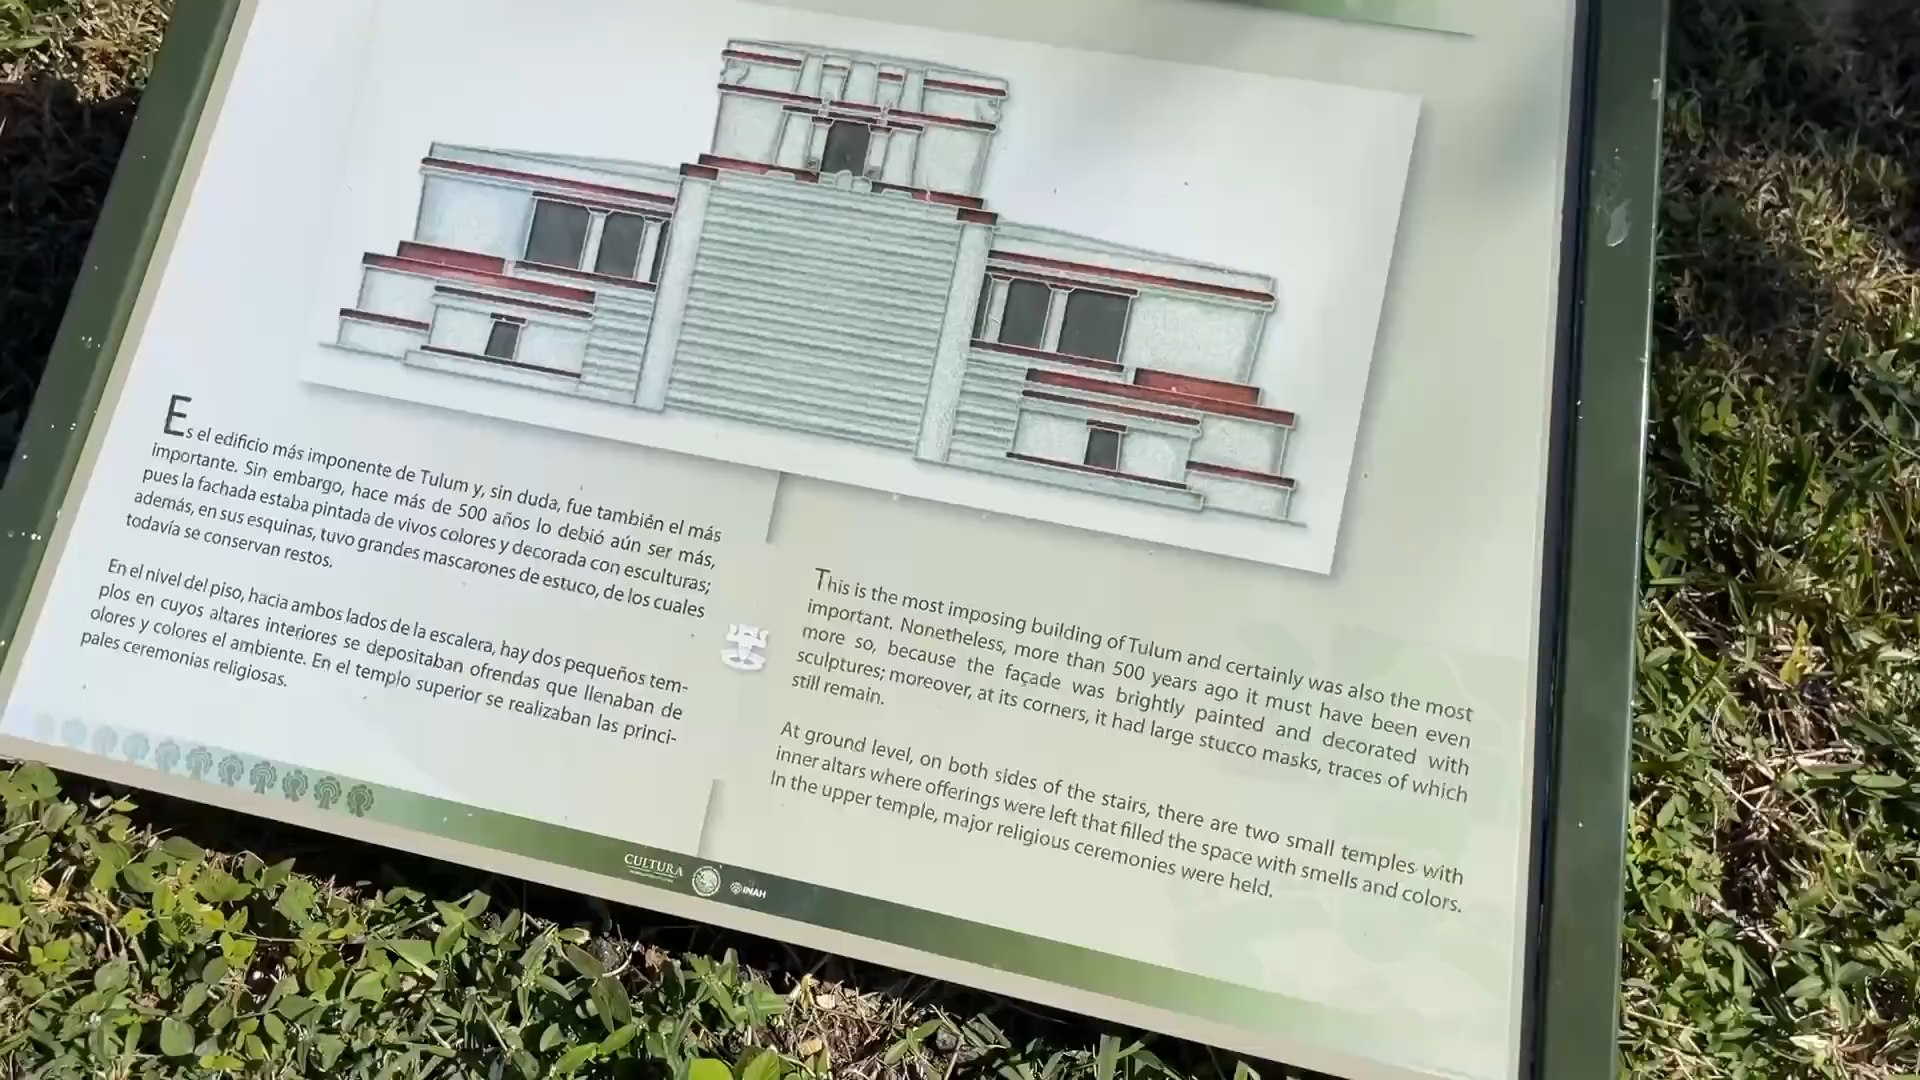 Es el edificio más imponente de Tulum y, sin duda, fue también el más
importante. Sin embargo, hace más de 500 años lo debió aún ser más,
pues la fachada estaba pintada de vivos colores y decorada con esculturas;
además, en sus esquinas, tuvo grandes mascarones de estuco, de los cuales
todavía se conservan restos.
En el nivel del piso, hacia ambos lados de la escalera, hay dos pequeños tem-
plos en cuyos altares interiores se depositaban ofrendas que llenaban de
olores y colores el ambiente. En el templo superior se realizaban las princi-
pales ceremonias religiosas.
This is the most imposing building of Tulum and certainly was also the most
important. Nonetheless, more than 500 years ago it must have been even
more so, because the façade was brightly painted and decorated with
sculptures; moreover, at its corners, it had large stucco masks, traces of which
still remain.
At ground level, on both sides of the stairs, there are two small temples with
inner altars where offerings were left that filled the space with smells and colors.
In the upper temple, major religious ceremonies were held.
CULTURA
INAH